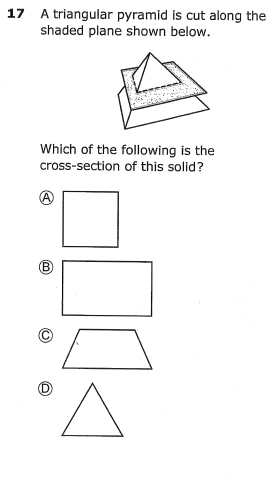 17 A triangular pyramid is cut along the
shaded plane shown below.
Which of the following is the
cross-section of this solid?
A
B
C
D